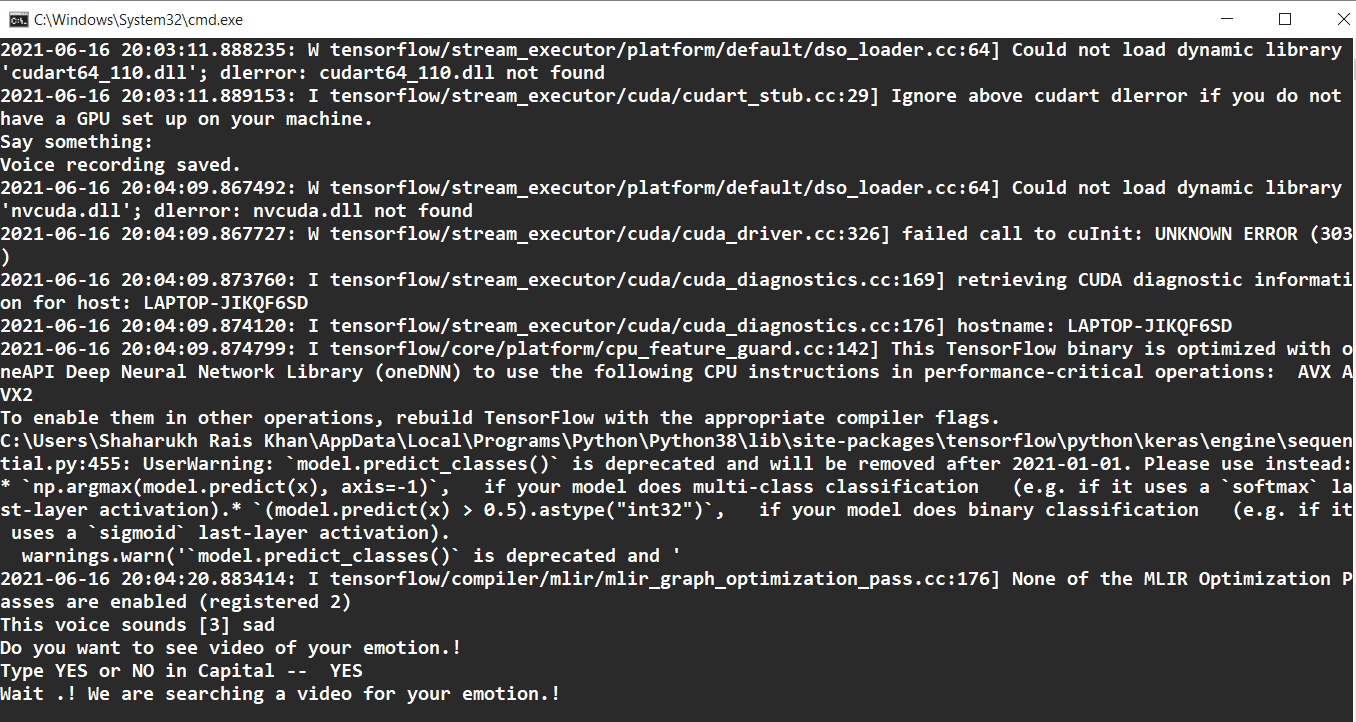 C:\Windows\System32\cmd.exe
2021-06-16 20:03:11.888235: W tensorflow/stream_executor/platform/default/dso_loader.cc:64] Could not load dynamic library
'cudart64_110.dll'; dlerror: cudart64_110.dll not found
2021-06-16 20:03:11.889153: I tensorflow/stream_executor/cuda/cudart_stub.cc:29] Ignore above cudart dlerror if you do not
have a GPU set up on your machine.
Say something:
Voice recording saved.
2021-06-16 20:04:09.867492: W tensorflow/stream_executor/platform/default/dso_loader.cc:64] Could not load dynamic library
'nvcuda.dll'; dlerror: nvcuda.dll not found
2021-06-16 20:04:09.867727: W tensorflow/stream_executor/cuda/cuda_driver.cc:326] failed call to cuInit: UNKNOWN ERROR (303
)
2021-06-16 20:04:09.873760: I tensorflow/stream_executor/cuda/cuda_diagnostics.cc:169] retrieving CUDA diagnostic informati
on for host: LAPTOP-JIKQF6SD
2021-06-16 20:04:09.874120: I tensorflow/stream_executor/cuda/cuda_diagnostics.cc:176] hostname: LAPTOP-JIKQF6SD
2021-06-16 20:04:09.874799: I tensorflow/core/platform/cpu_feature_guard.cc:142] This TensorFlow binary is optimized with o
neAPI Deep Neural Network Library (oneDNN) to use the following CPU instructions in performance-critical operations:  AVX A
VX2
To enable them in other operations, rebuild TensorFlow with the appropriate compiler flags.
C:\Users\Shaharukh Rais Khan\AppData\Local\Programs\Python\Python38\lib\site-packages\tensorflow\python\keras\engine\sequen
tial.py:455: UserWarning: `model.predict_classes()` is deprecated and will be removed after 2021-01-01. Please use instead:
* `np.argmax(model.predict(x), axis=-1)`,   if your model does multi-class classification   (e.g. if it uses a `softmax` la
st-layer activation).* `(model.predict(x) > 0.5).astype("int32")`,   if your model does binary classification   (e.g. if it
 uses a `sigmoid` last-layer activation).
  warnings.warn('`model.predict_classes()` is deprecated and '
2021-06-16 20:04:20.883414: I tensorflow/compiler/mlir/mlir_graph_optimization_pass.cc:176] None of the MLIR Optimization P
asses are enabled (registered 2)
This voice sounds [3] sad
Do you want to see video of your emotion.!
Type YES or NO in Capital --  YES
Wait .! We are searching a video for your emotion.!